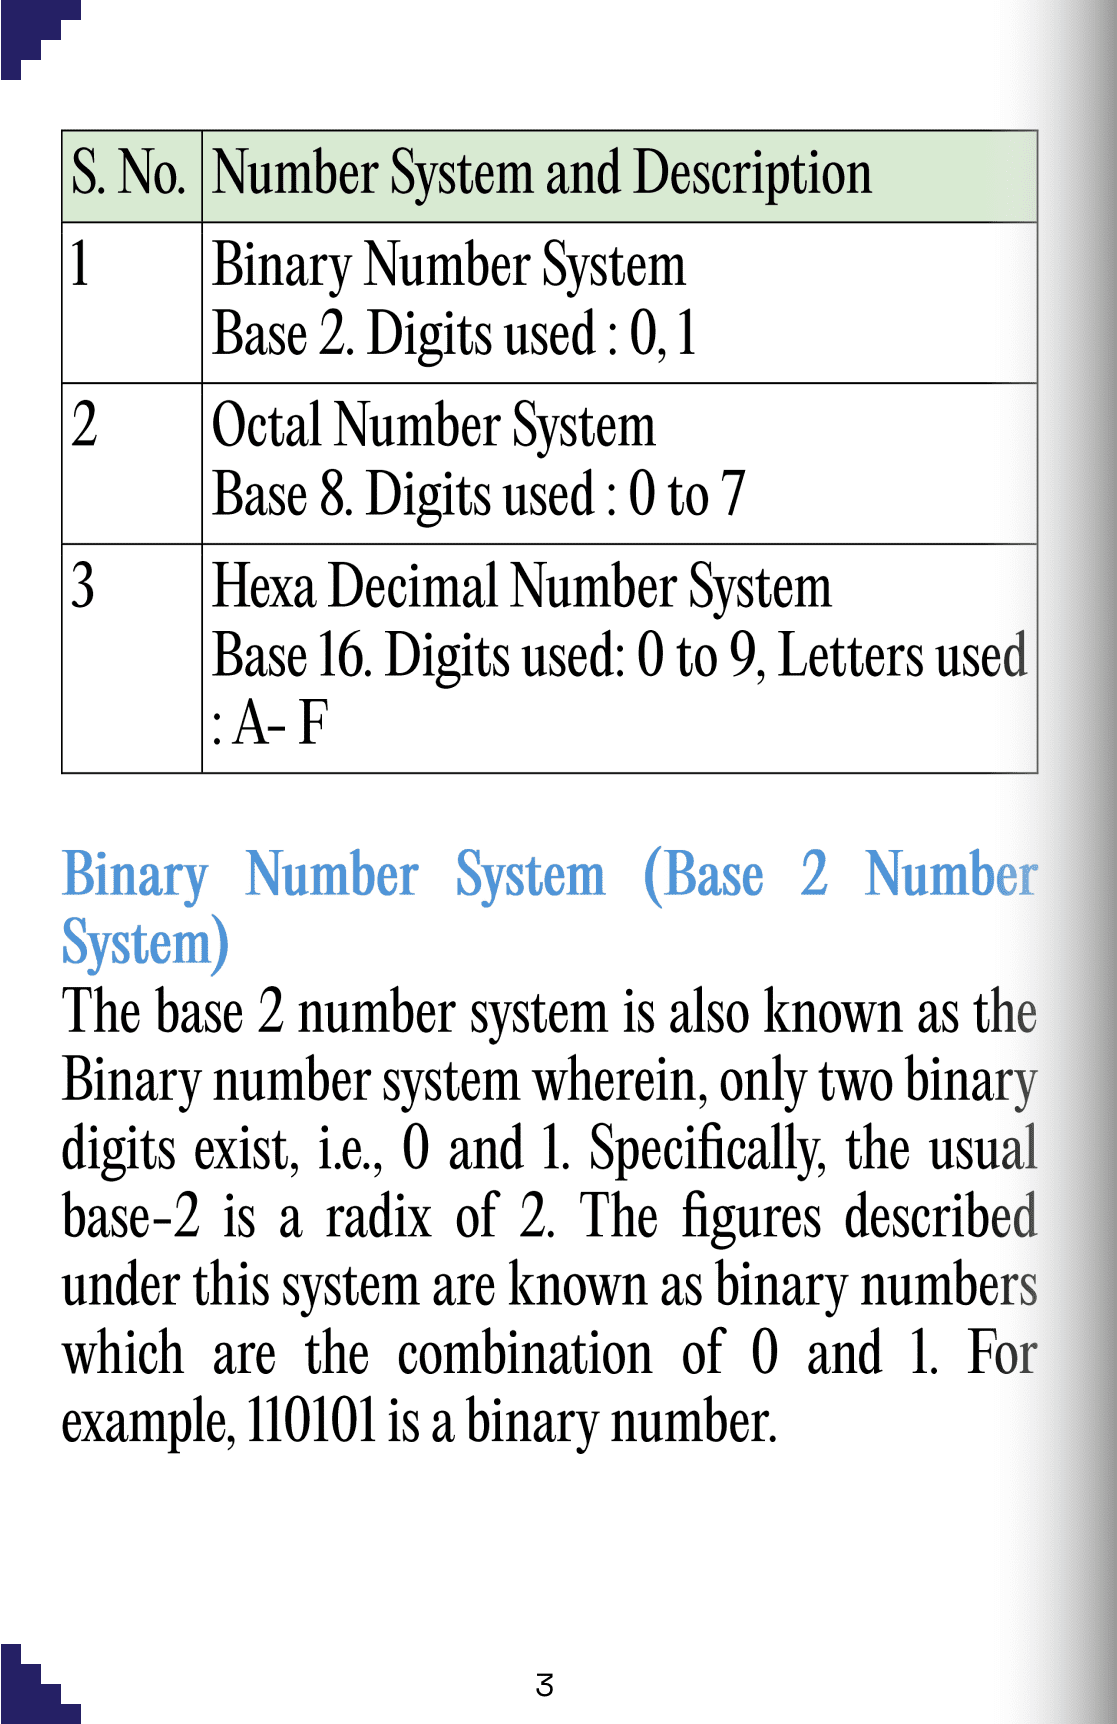 S. No. Number System and Description
1 Binary Number System
Base 2. Digits used : 0, 1
2 Octal Number System
Base 8. Digits used : 0 to 7
3 Hexa Decimal Number System
Base 16. Digits used: 0 to 9, Letters used
: A- F
Binary Number System (Base 2 Number
System)
The base 2 number system is also known as the
Binary number system wherein, only two binary
digits exist, i.e., 0 and 1. Specifically, the usual
base-2 is a radix of 2. The figures described
under this system are known as binary numbers
which are the combination of 0 and 1. For
example, 110101 is a binary number.
3